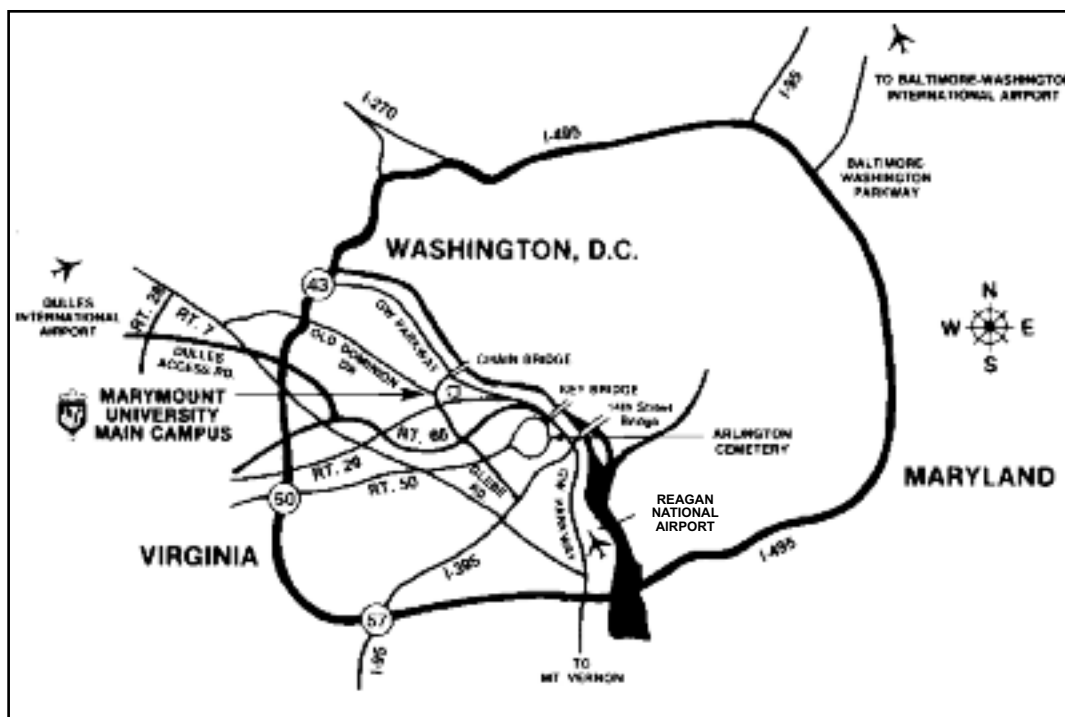 I-270
I-495
I-95
TO BALTIMORE-WASHINGTON
INTERNATIONAL AIRPORT
BALTIMORE-
WASHINGTON
PARKWAY
WASHINGTON, D.C.
43
DULLES
INTERNATIONAL
AIRPORT
RT. 28
RT. 7
GW PARKWAY
OLD DOMINION
DR
DULLES
ACCESS RD.
CHAIN BRIDGE
KEY BRIDGE
14th Street
Bridge
MARYMOUNT
UNIVERSITY
MAIN CAMPUS
N
W E
S
ARLINGTON
CEMETERY
RT. 66
RT. 29
RT. 50
GLEBE
RD
GW PARKWAY
MARYLAND
50
REAGAN
NATIONAL
AIRPORT
VIRGINIA
I-395
I-495
57
I-95
TO
MT VERNON